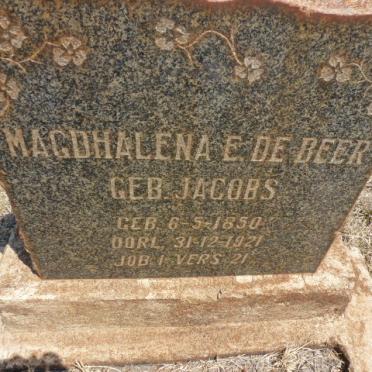 MAGDHALENA E. DE BEER
GEB. JACOBS
GEB. 6-5-1850
OORL. 31-12-1921
JOB. 1. VERS 21